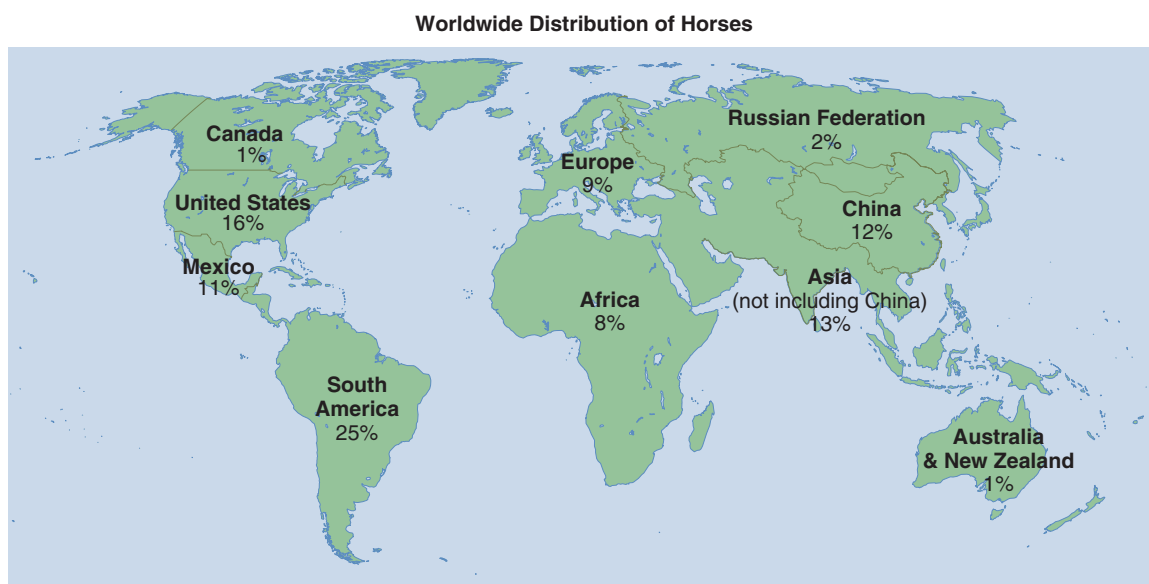 Worldwide Distribution of Horses
Canada
1%
United States
16%
Mexico
11%
South
America
25%
Europe
9%
Africa
8%
Russian Federation
2%
China
12%
Asia
(not including China)
13%
Australia
& New Zealand
1%